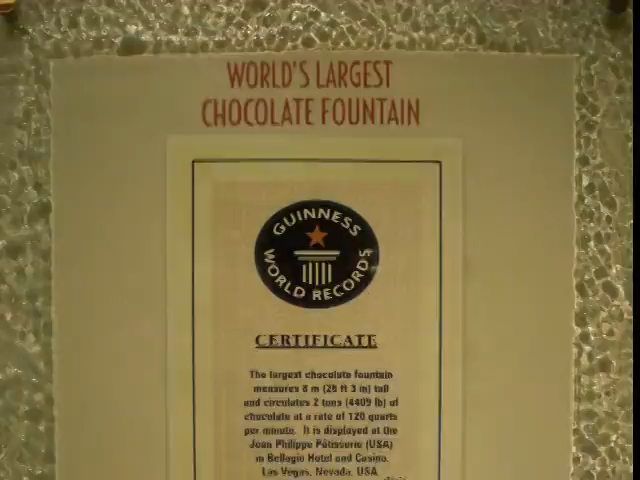 WORLD'S LARGEST
CHOCOLATE FOUNTAIN
GUINNESS
WORLD RECORDS
CERTIFICATE
The largest chocolate fountain
measures 8 m (26 ft 3 in) tall
and circulates 2 tons (4409 lb) of
chocolate at a rate of 120 quarts
per minute. It is displayed at the
Jean Philippe Pâtisserie (USA)
in Bellagio Hotel and Casino,
Las Vegas, Nevada, USA